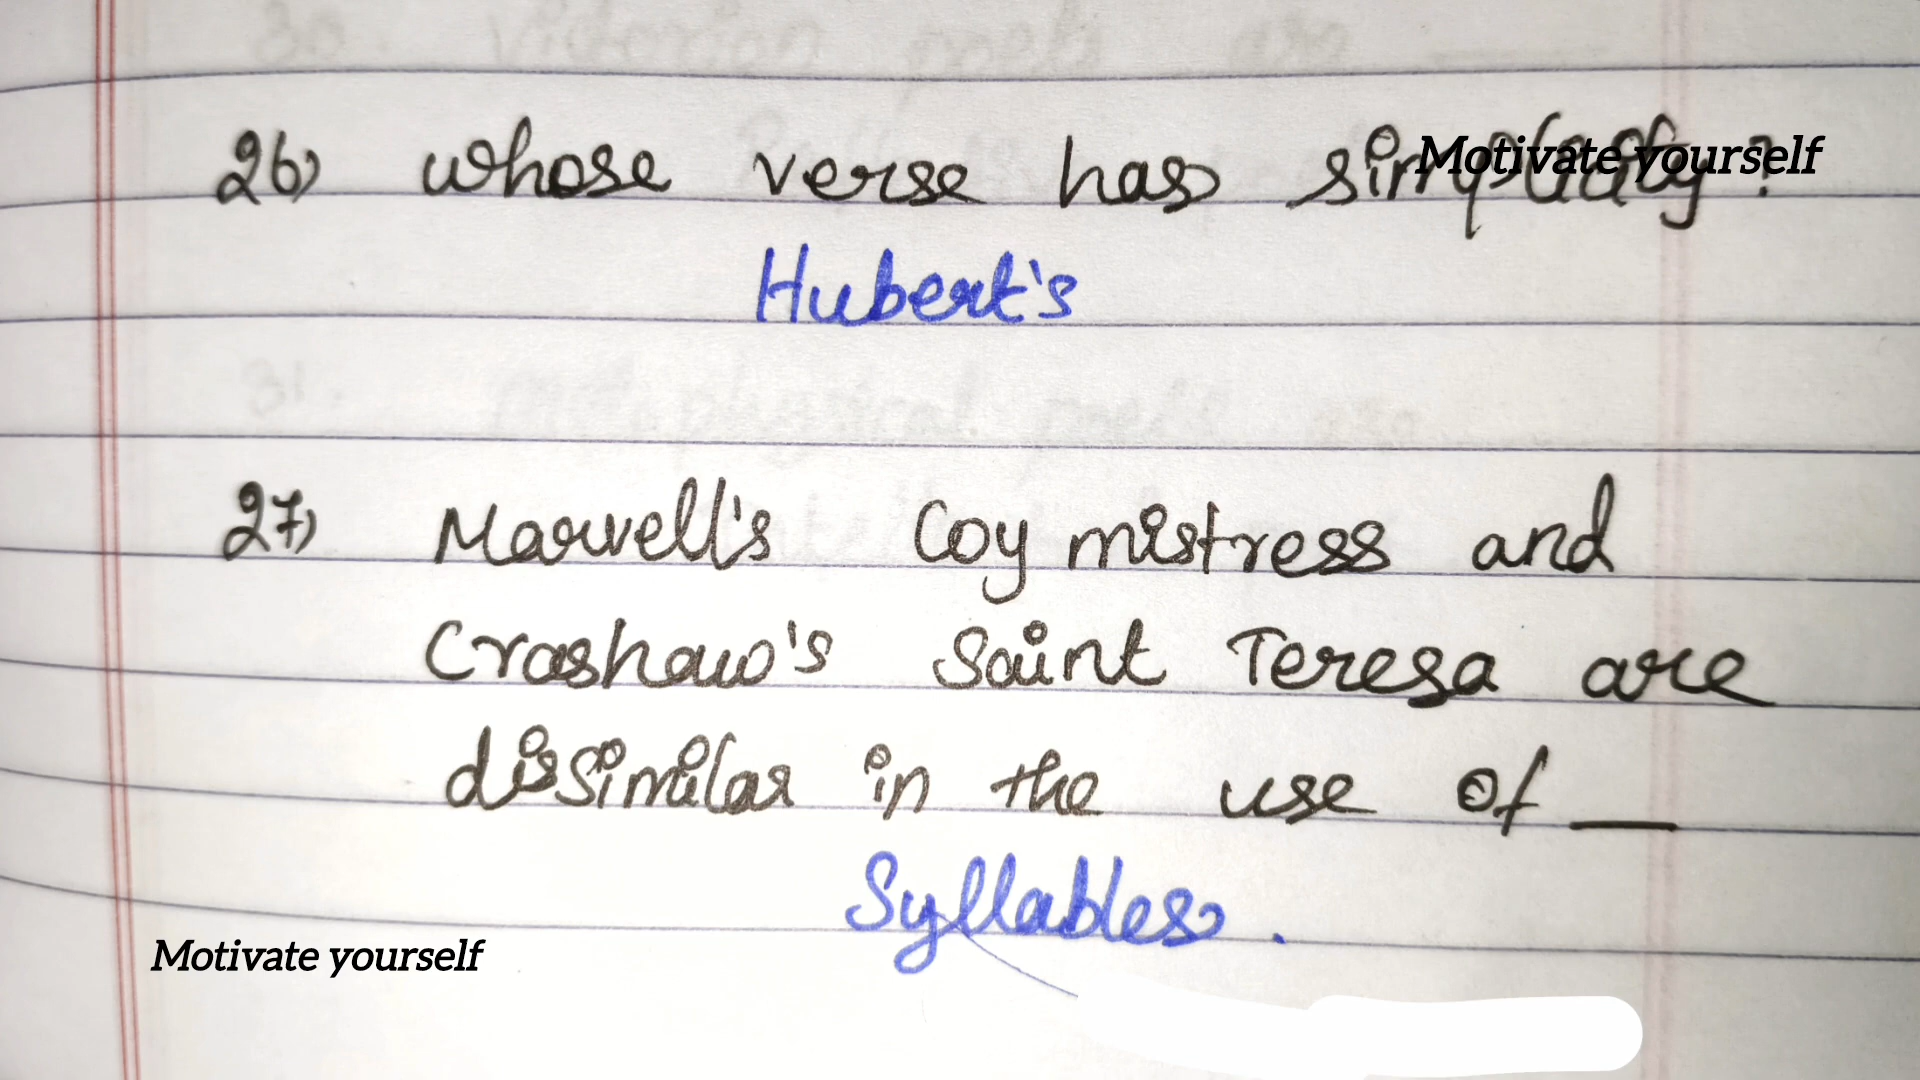 26) whose verse has simplicity?
Motivate yourself
Hubert's
27) Marvell's Coy mistress and
Crashaw's Saint Teresa are
dissimilar in the use of __
Syllables.
Motivate yourself